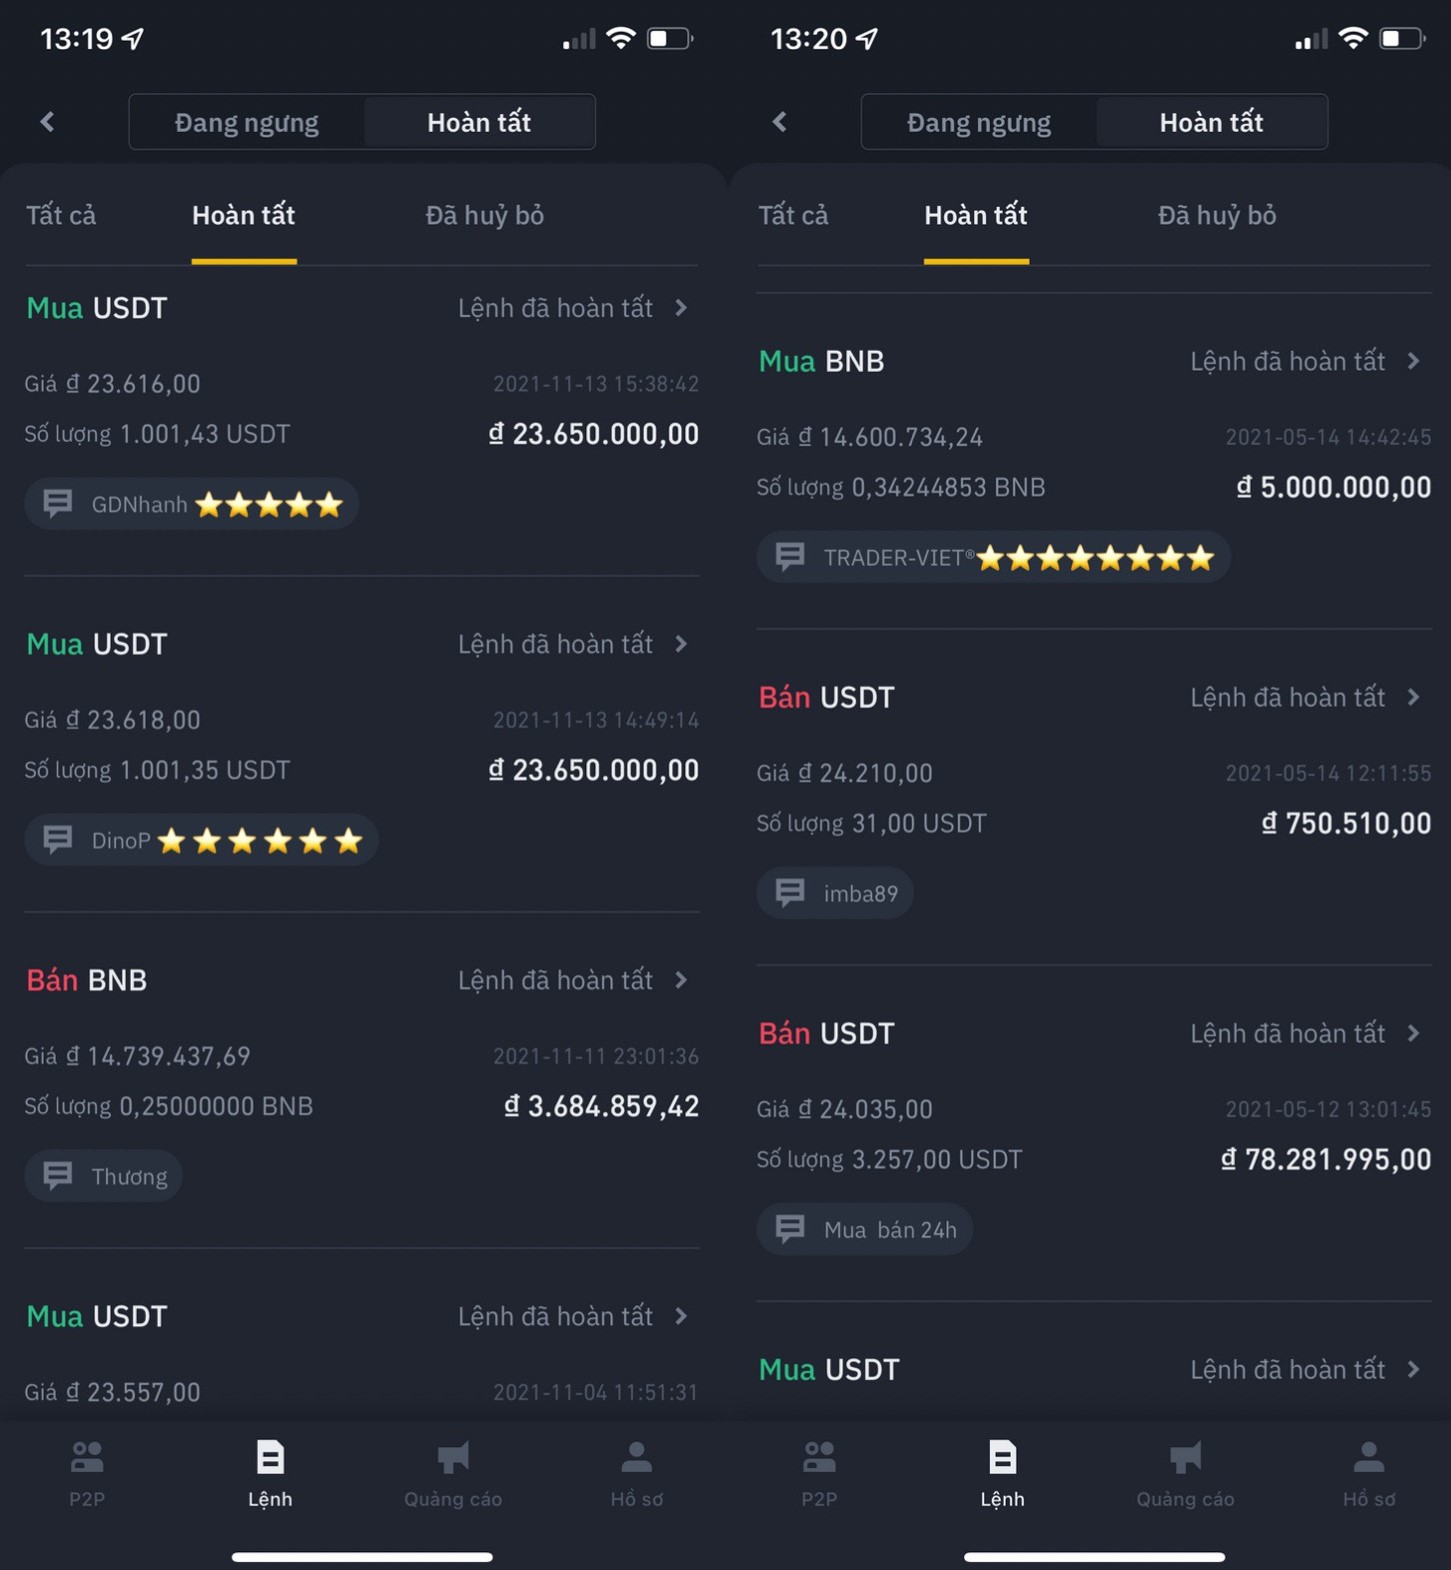 13:19
Đang ngưng
Hoàn tất
Tất cả
Hoàn tất
Đã huỷ bỏ
Mua USDT
Lệnh đã hoàn tất
Giá ₫ 23.616,00
2021-11-13 15:38:42
Số lượng 1.001,43 USDT
₫ 23.650.000,00
GDNhanh ⭐⭐⭐⭐⭐
Mua USDT
Lệnh đã hoàn tất
Giá ₫ 23.618,00
2021-11-13 14:49:14
Số lượng 1.001,35 USDT
₫ 23.650.000,00
DinoP ⭐⭐⭐⭐⭐⭐
Bán BNB
Lệnh đã hoàn tất
Giá ₫ 14.739.437,69
2021-11-11 23:01:36
Số lượng 0,25000000 BNB
₫ 3.684.859,42
Thương
Mua USDT
Lệnh đã hoàn tất
Giá ₫ 23.557,00
2021-11-04 11:51:31
P2P
Lệnh
Quảng cáo
Hồ sơ
13:20
Đang ngưng
Hoàn tất
Tất cả
Hoàn tất
Đã huỷ bỏ
Mua BNB
Lệnh đã hoàn tất
Giá ₫ 14.600.734,24
2021-05-14 14:42:45
Số lượng 0,34244853 BNB
₫ 5.000.000,00
TRADER-VIET®⭐⭐⭐⭐⭐⭐⭐⭐
Bán USDT
Lệnh đã hoàn tất
Giá ₫ 24.210,00
2021-05-14 12:11:55
Số lượng 31,00 USDT
₫ 750.510,00
imba89
Bán USDT
Lệnh đã hoàn tất
Giá ₫ 24.035,00
2021-05-12 13:01:45
Số lượng 3.257,00 USDT
₫ 78.281.995,00
Mua bán 24h
Mua USDT
Lệnh đã hoàn tất
P2P
Lệnh
Quảng cáo
Hồ sơ